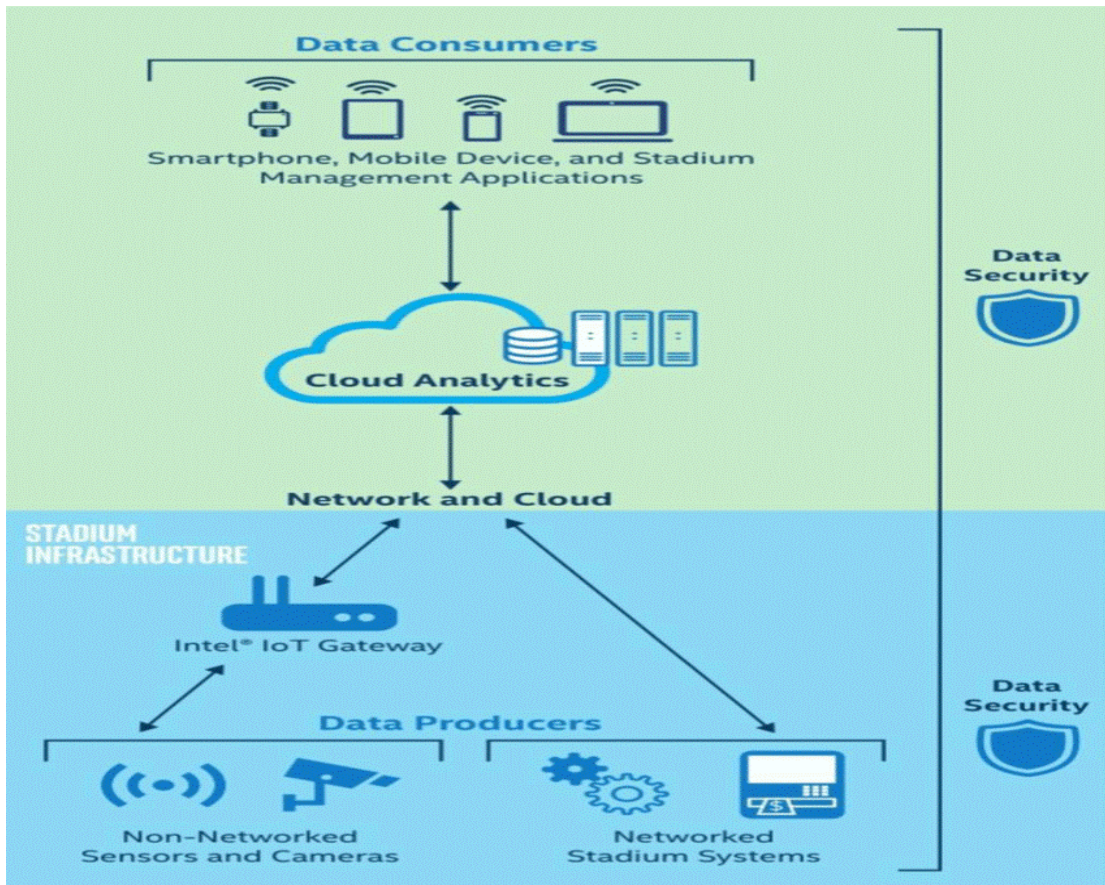 Data Consumers
Smartphone, Mobile Device, and Stadium
Management Applications
Data
Security
Cloud Analytics
Network and Cloud
STADIUM
INFRASTRUCTURE
Intel® IoT Gateway
Data
Security
Data Producers
$
Non-Networked
Sensors and Cameras
Networked
Stadium Systems